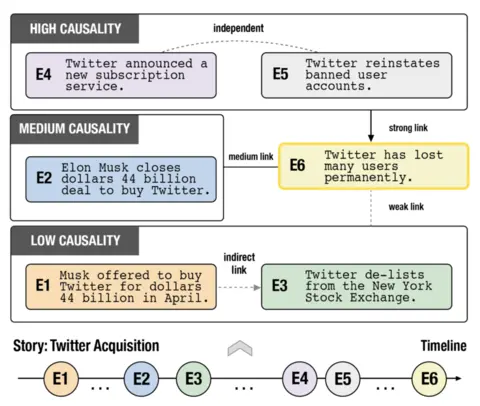 HIGH CAUSALITY
independent
E4
Twitter announced a
new subscription
service.
E5
Twitter reinstates
banned user
accounts.
strong link
MEDIUM CAUSALITY
E2
Elon Musk closes
dollars 44 billion
deal to buy Twitter.
medium link
E6
Twitter has lost
many users
permanently.
weak link
LOW CAUSALITY
E1
Musk offered to buy
Twitter for dollars
44 billion in April.
indirect
link
E3
Twitter de-lists
from the New York
Stock Exchange.
Story: Twitter Acquisition
Timeline
E1 ... E2 E3 ... E4 E5 ... E6